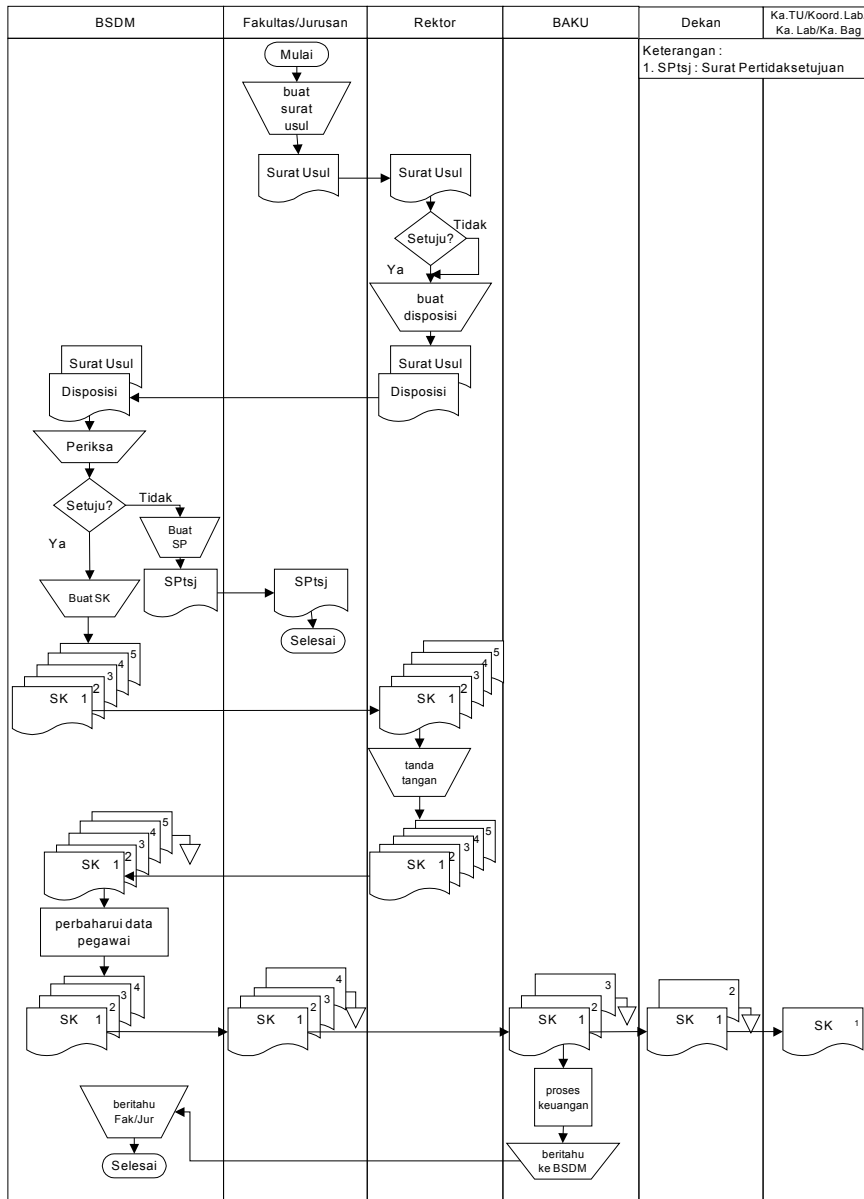 BSDM
Fakultas/Jurusan
Rektor
BAKU
Dekan
Ka.TU/Koord.Lab/
Ka. Lab/Ka. Bag
Keterangan :
1. SPtsj : Surat Pertidaksetujuan
Mulai
buat
surat
usul
Surat Usul
Surat Usul
Setuju?
Tidak
Ya
buat
disposisi
Surat Usul
Disposisi
Surat Usul
Disposisi
Periksa
Setuju?
Tidak
Ya
Buat
SP
Buat SK
SPtsj
SPtsj
Selesai
5
4
3
2
SK 1
5
4
3
2
SK 1
tanda
tangan
5
4
3
2
SK 1
5
4
3
2
SK 1
perbaharui data
pegawai
4
3
2
SK 1
4
3
2
SK 1
3
2
SK 1
2
SK 1
SK 1
proses
keuangan
beritahu
ke BSDM
beritahu
Fak/Jur
Selesai